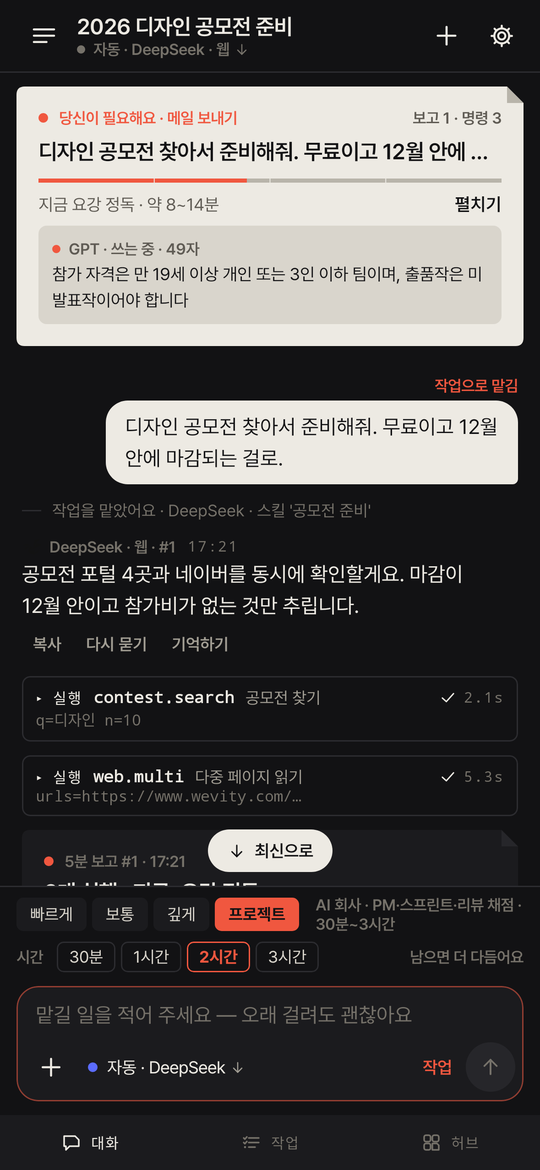 2026 디자인 공모전 준비
자동 · DeepSeek · 웹 ↓
당신이 필요해요 · 메일 보내기
보고 1 · 명령 3
디자인 공모전 찾아서 준비해줘. 무료이고 12월 안에 ...
지금 요강 정독 · 약 8~14분
펼치기
GPT · 쓰는 중 · 49자
참가 자격은 만 19세 이상 개인 또는 3인 이하 팀이며, 출품작은 미
발표작이어야 합니다
작업으로 맡김
디자인 공모전 찾아서 준비해줘. 무료이고 12월
안에 마감되는 걸로.
작업을 맡았어요 · DeepSeek · 스킬 '공모전 준비'
DeepSeek · 웹 · #1 17:21
공모전 포털 4곳과 네이버를 동시에 확인할게요. 마감이
12월 안이고 참가비가 없는 것만 추립니다.
복사 다시 묻기 기억하기
▸ 실행 contest.search 공모전 찾기 ✓ 2.1s
q=디자인 n=10
▸ 실행 web.multi 다중 페이지 읽기 ✓ 5.3s
urls=https://www.wevity.com/…
5분 보고 #1 · 17:21
↓ 최신으로
빠르게 보통 깊게 프로젝트
AI 회사 · PM·스프린트·리뷰 채점 ·
30분~3시간
시간 30분 1시간 2시간 3시간 남으면 더 다듬어요
맡길 일을 적어 주세요 — 오래 걸려도 괜찮아요
자동 · DeepSeek ↓
작업
대화 작업 허브